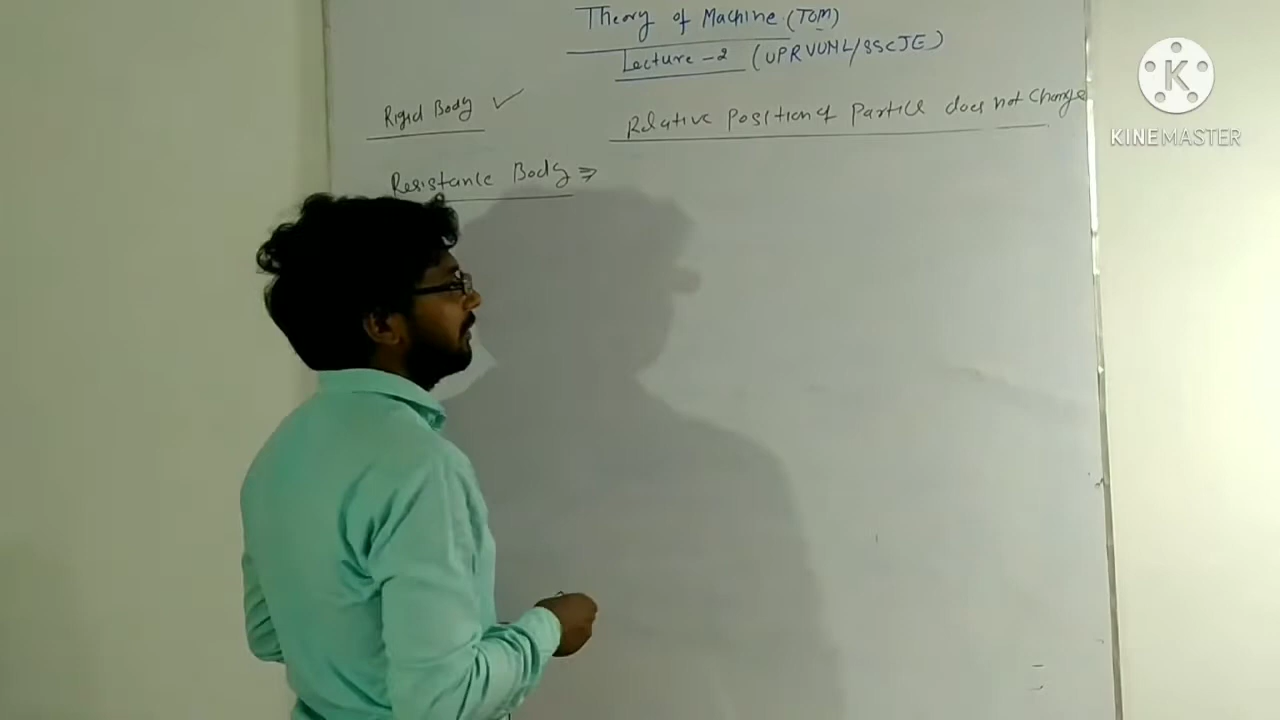 Theory of Machine (TOM)
Lecture - 2 (UPRVUNL/SSCJE)
Rigid Body ✓
Relative Position of Particle does not Change
Resistance Body ⇒
K
KINEMASTER